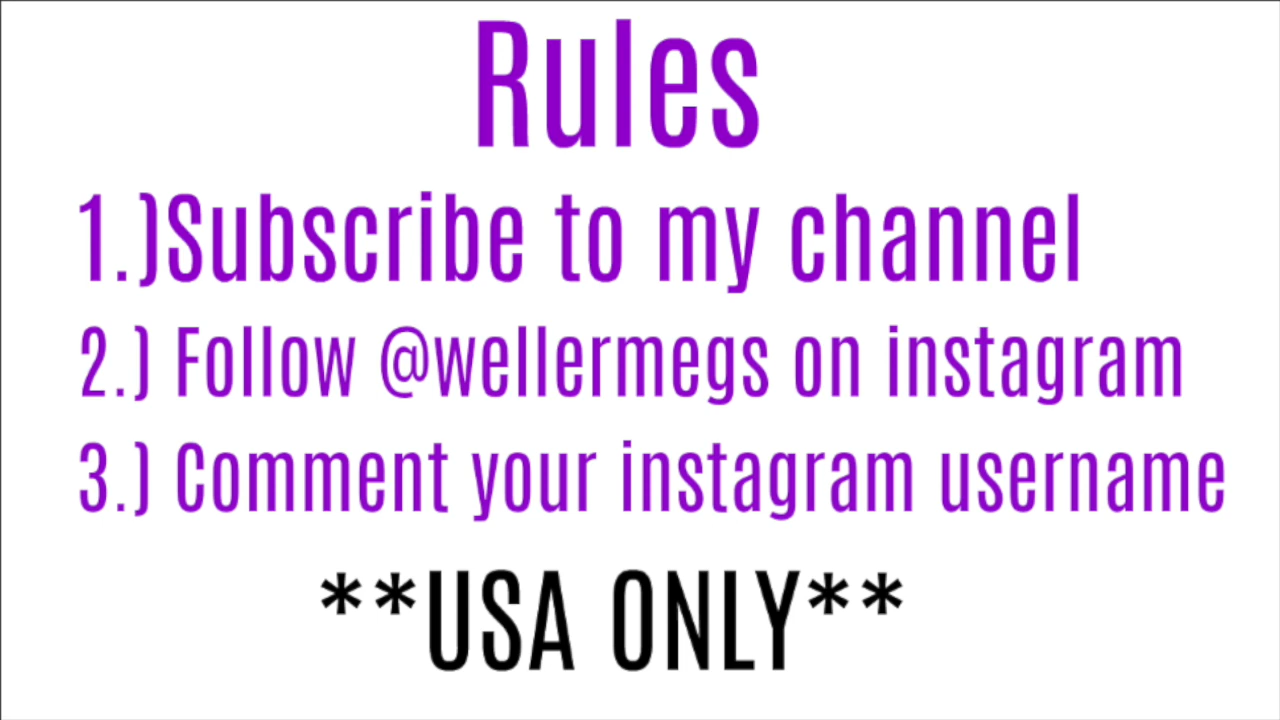 Rules
1.)Subscribe to my channel
2.) Follow @wellermegs on instagram
3.) Comment your instagram username
**USA ONLY**